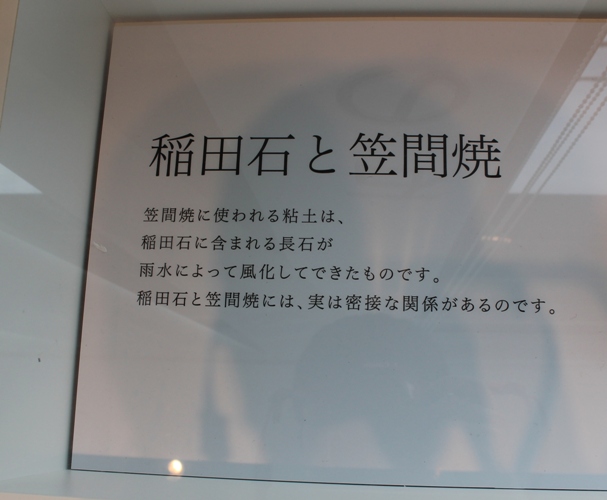 稲田石と笠間焼
笠間焼に使われる粘土は、
稲田石に含まれる長石が
雨水によって風化してできたものです。
稲田石と笠間焼には、実は密接な関係があるのです。